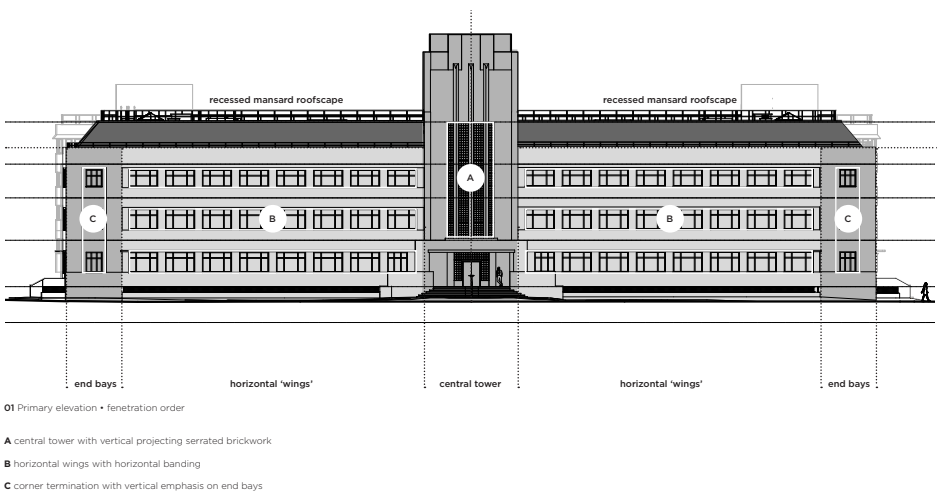 recessed mansard roofscape
recessed mansard roofscape
A
C
B
B
C
end bays
horizontal ‘wings’
central tower
horizontal ‘wings’
end bays
01 Primary elevation • fenetration order
A central tower with vertical projecting serrated brickwork
B horizontal wings with horizontal banding
C corner termination with vertical emphasis on end bays